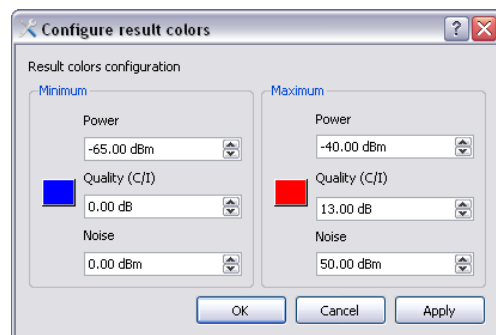 Configure result colors
Result colors configuration
Minimum
Power
-65.00 dBm
Quality (C/I)
0.00 dB
Noise
0.00 dBm
Maximum
Power
-40.00 dBm
Quality (C/I)
13.00 dB
Noise
50.00 dBm
OK
Cancel
Apply